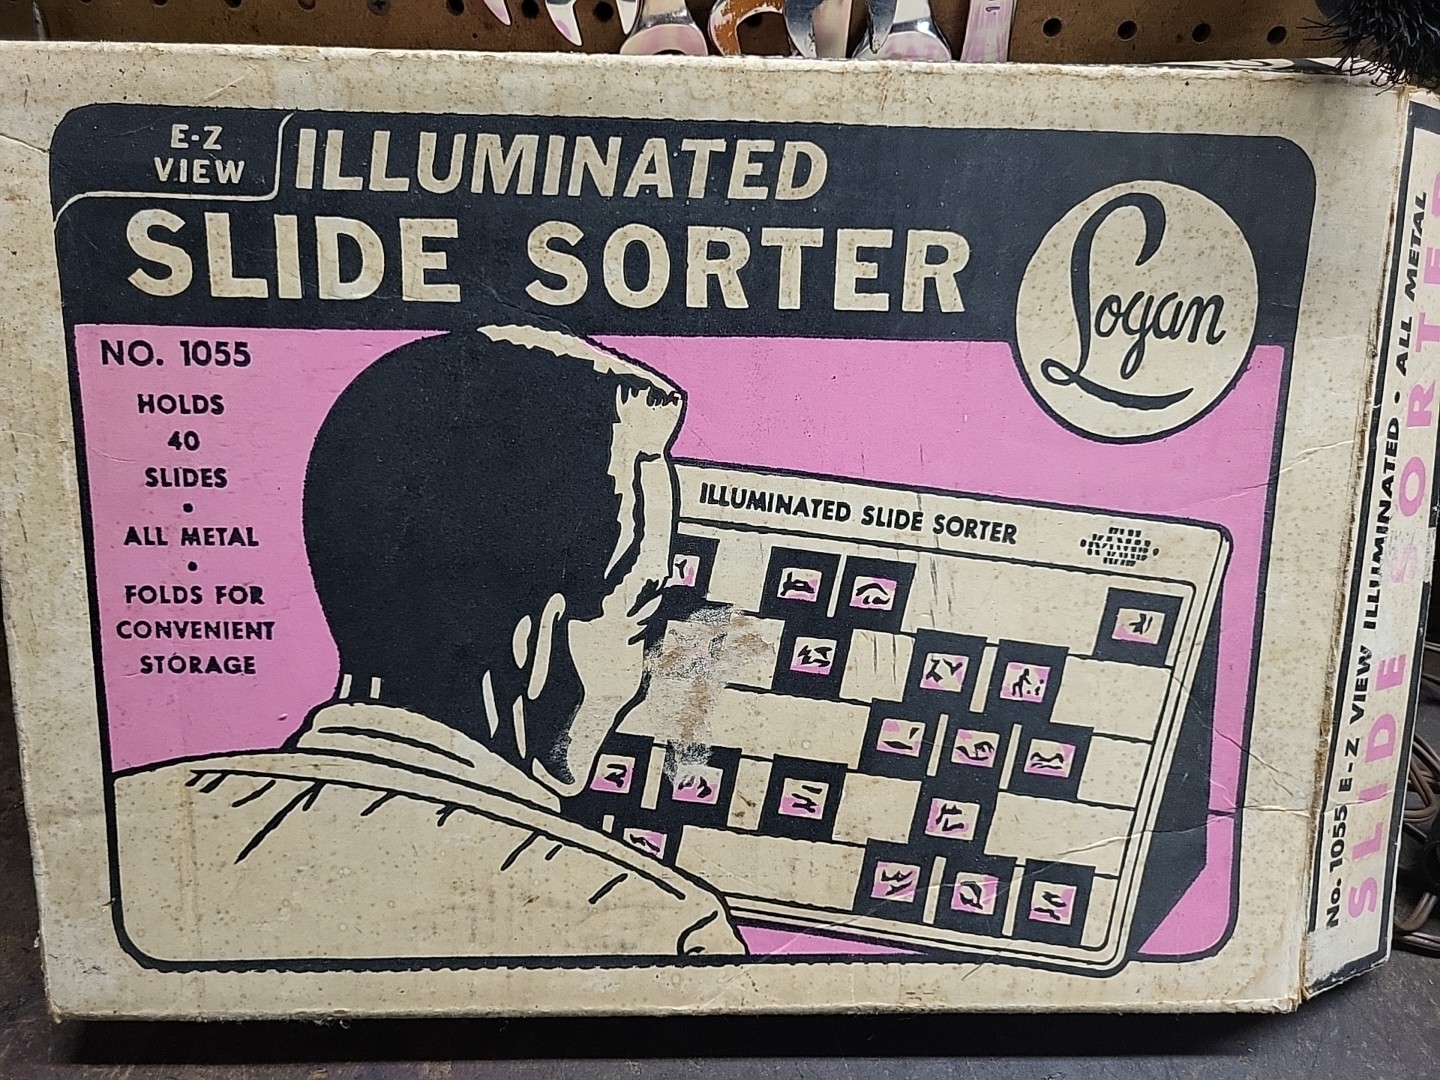 E-Z
VIEW
ILLUMINATED
SLIDE SORTER
Logan
NO. 1055
HOLDS
40
SLIDES
•
ALL METAL
•
FOLDS FOR
CONVENIENT
STORAGE
ILLUMINATED SLIDE SORTER
No. 1055 E-Z VIEW ILLUMINATED • ALL METAL
SLIDE SORTER